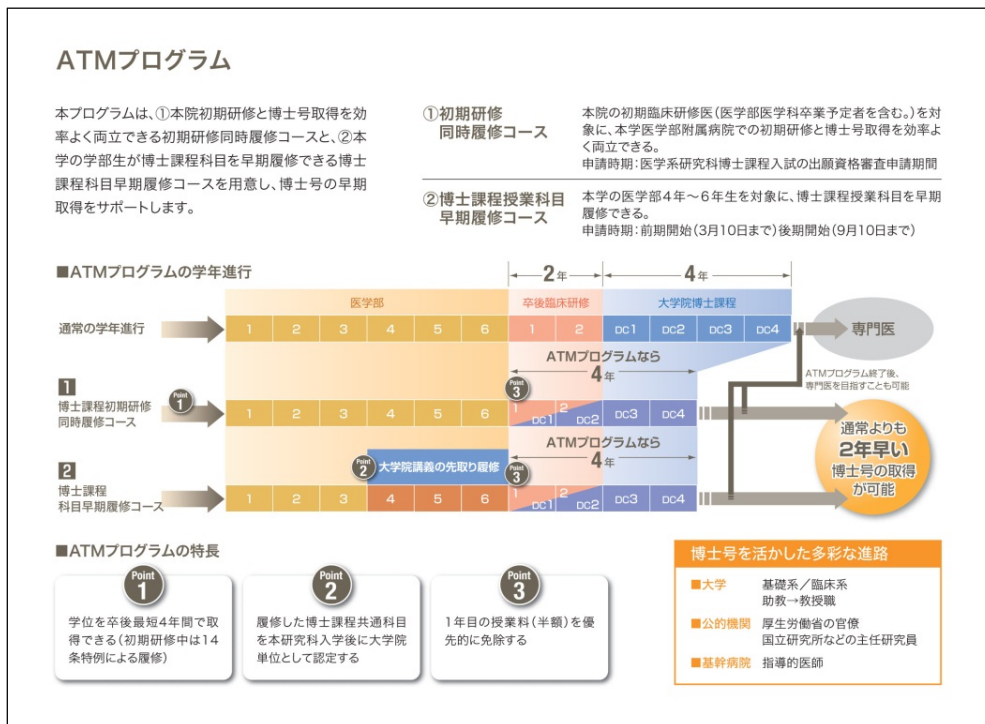 ATMプログラム
本プログラムは、①本院初期研修と博士号取得を効
率よく両立できる初期研修同時履修コースと、②本
学の学部生が博士課程科目を早期履修できる博士
課程科目早期履修コースを用意し、博士号の早期
取得をサポートします。
①初期研修
同時履修コース
本院の初期臨床研修医(医学部医学科卒業予定者を含む。)を対
象に、本学医学部附属病院での初期研修と博士号取得を効率よ
く両立できる。
申請時期:医学系研究科博士課程入試の出願資格審査申請期間
②博士課程授業科目
早期履修コース
本学の医学部4年~6年生を対象に、博士課程授業科目を早期
履修できる。
申請時期:前期開始(3月10日まで)後期開始(9月10日まで)
■ATMプログラムの学年進行
2年
4年
医学部
卒後臨床研修
大学院博士課程
通常の学年進行
1 2 3 4 5 6 1 2 DC1 DC2 DC3 DC4
専門医
ATMプログラムなら
4年
ATMプログラム終了後、
専門医を目指すことも可能
1
博士課程初期研修
同時履修コース
Point
1
1 2 3 4 5 6 1 DC1 2 DC2 DC3 DC4
Point
3
通常よりも
2年早い
博士号の取得
が可能
ATMプログラムなら
4年
Point
2
大学院講義の先取り履修
Point
3
2
博士課程
科目早期履修コース
1 2 3 4 5 6 1 DC1 2 DC2 DC3 DC4
■ATMプログラムの特長
Point
1
学位を卒後最短4年間で取
得できる(初期研修中は14
条特例による履修)
Point
2
履修した博士課程共通科目
を本研究科入学後に大学院
単位として認定する
Point
3
1年目の授業料(半額)を優
先的に免除する
博士号を活かした多彩な進路
■大学 基礎系/臨床系
助教→教授職
■公的機関 厚生労働省の官僚
国立研究所などの主任研究員
■基幹病院 指導的医師